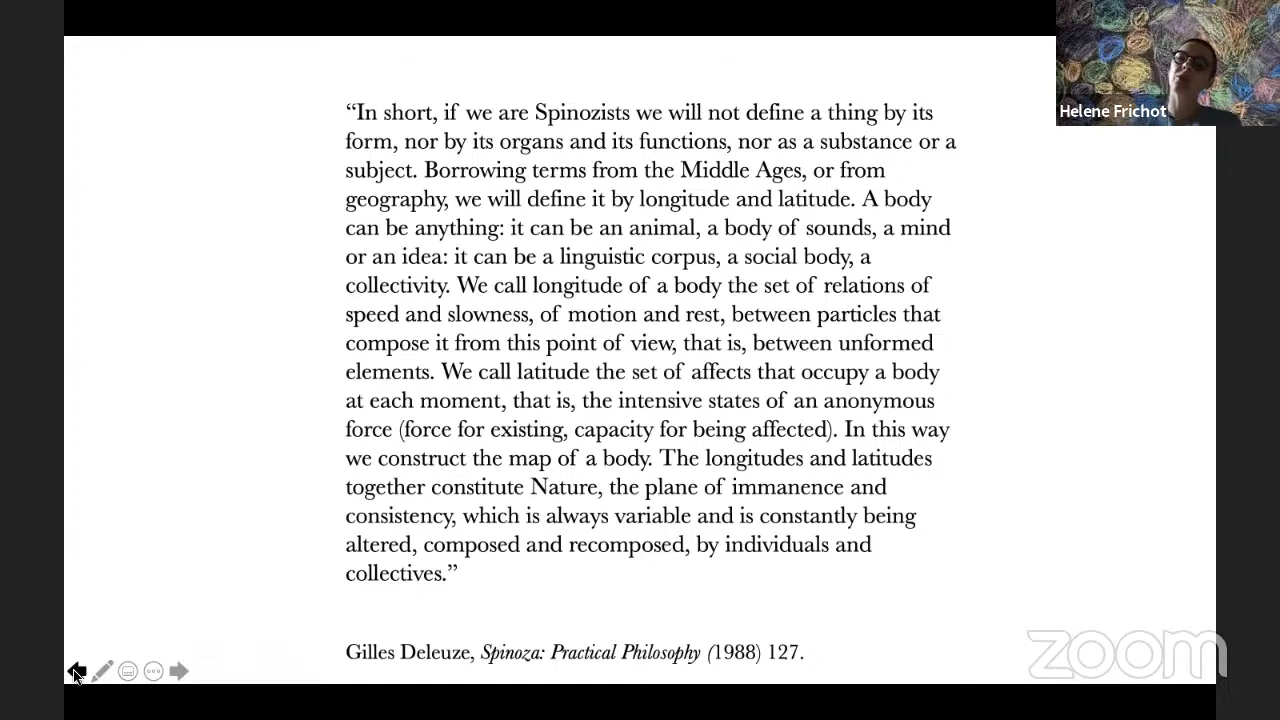 Helene Frichot
“In short, if we are Spinozists we will not define a thing by its
form, nor by its organs and its functions, nor as a substance or a
subject. Borrowing terms from the Middle Ages, or from
geography, we will define it by longitude and latitude. A body
can be anything: it can be an animal, a body of sounds, a mind
or an idea: it can be a linguistic corpus, a social body, a
collectivity. We call longitude of a body the set of relations of
speed and slowness, of motion and rest, between particles that
compose it from this point of view, that is, between unformed
elements. We call latitude the set of affects that occupy a body
at each moment, that is, the intensive states of an anonymous
force (force for existing, capacity for being affected). In this way
we construct the map of a body. The longitudes and latitudes
together constitute Nature, the plane of immanence and
consistency, which is always variable and is constantly being
altered, composed and recomposed, by individuals and
collectives.”
Gilles Deleuze, Spinoza: Practical Philosophy (1988) 127.
zoom